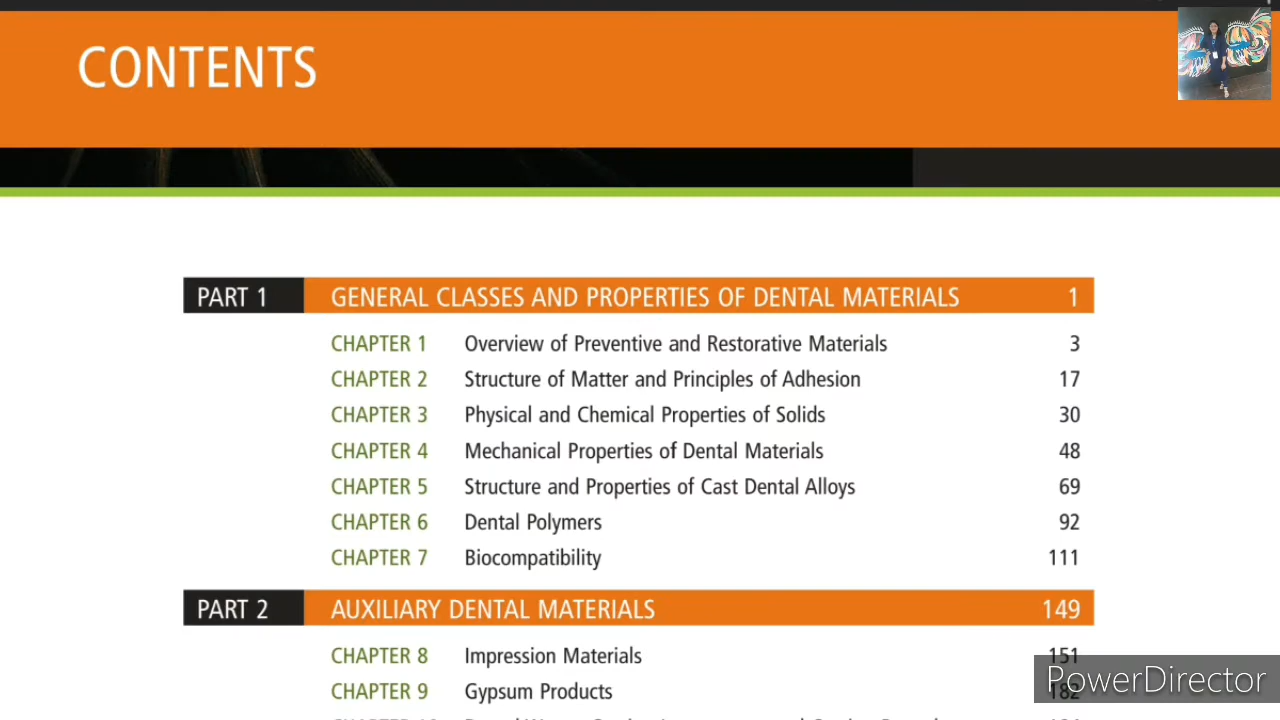 CONTENTS
PART 1 GENERAL CLASSES AND PROPERTIES OF DENTAL MATERIALS 1
CHAPTER 1 Overview of Preventive and Restorative Materials 3
CHAPTER 2 Structure of Matter and Principles of Adhesion 17
CHAPTER 3 Physical and Chemical Properties of Solids 30
CHAPTER 4 Mechanical Properties of Dental Materials 48
CHAPTER 5 Structure and Properties of Cast Dental Alloys 69
CHAPTER 6 Dental Polymers 92
CHAPTER 7 Biocompatibility 111
PART 2 AUXILIARY DENTAL MATERIALS 149
CHAPTER 8 Impression Materials 151
CHAPTER 9 Gypsum Products 182
PowerDirector